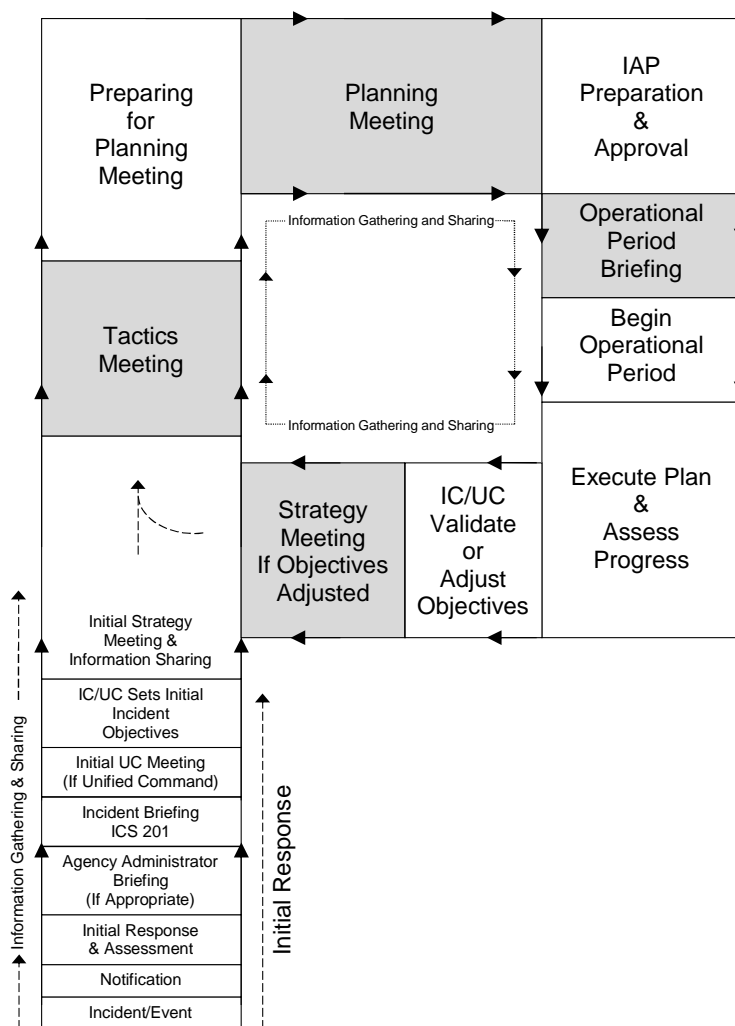 Preparing
for
Planning
Meeting
Planning
Meeting
IAP
Preparation
&
Approval
Operational
Period
Briefing
Begin
Operational
Period
Execute Plan
&
Assess
Progress
IC/UC
Validate
or
Adjust
Objectives
Strategy
Meeting
If Objectives
Adjusted
Information Gathering and Sharing
Information Gathering and Sharing
Tactics
Meeting
Initial Strategy
Meeting &
Information Sharing
IC/UC Sets Initial
Incident
Objectives
Initial UC Meeting
(If Unified Command)
Incident Briefing
ICS 201
Agency Administrator
Briefing
(If Appropriate)
Initial Response
& Assessment
Notification
Incident/Event
Information Gathering & Sharing
Initial Response